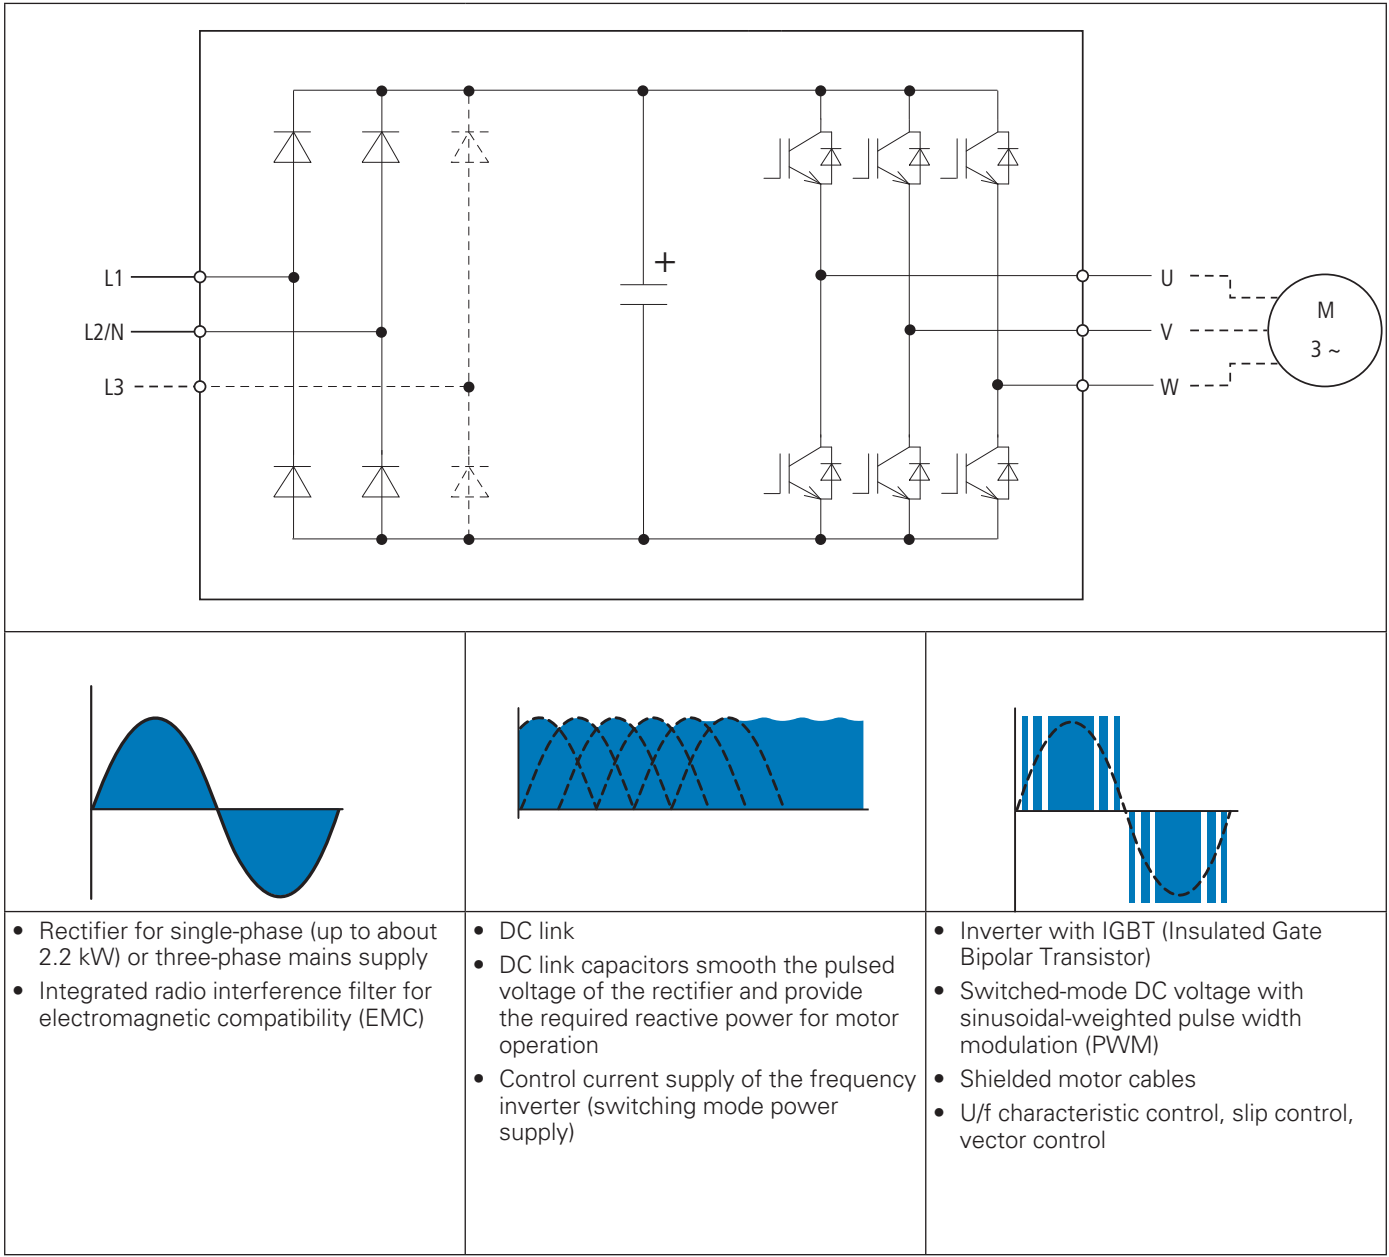 L1
L2/N
L3
+
U
V
W
M
3 ~
• Rectifier for single-phase (up to about
2.2 kW) or three-phase mains supply
• Integrated radio interference filter for
electromagnetic compatibility (EMC)
• DC link
• DC link capacitors smooth the pulsed
voltage of the rectifier and provide
the required reactive power for motor
operation
• Control current supply of the frequency
inverter (switching mode power
supply)
• Inverter with IGBT (Insulated Gate
Bipolar Transistor)
• Switched-mode DC voltage with
sinusoidal-weighted pulse width
modulation (PWM)
• Shielded motor cables
• U/f characteristic control, slip control,
vector control